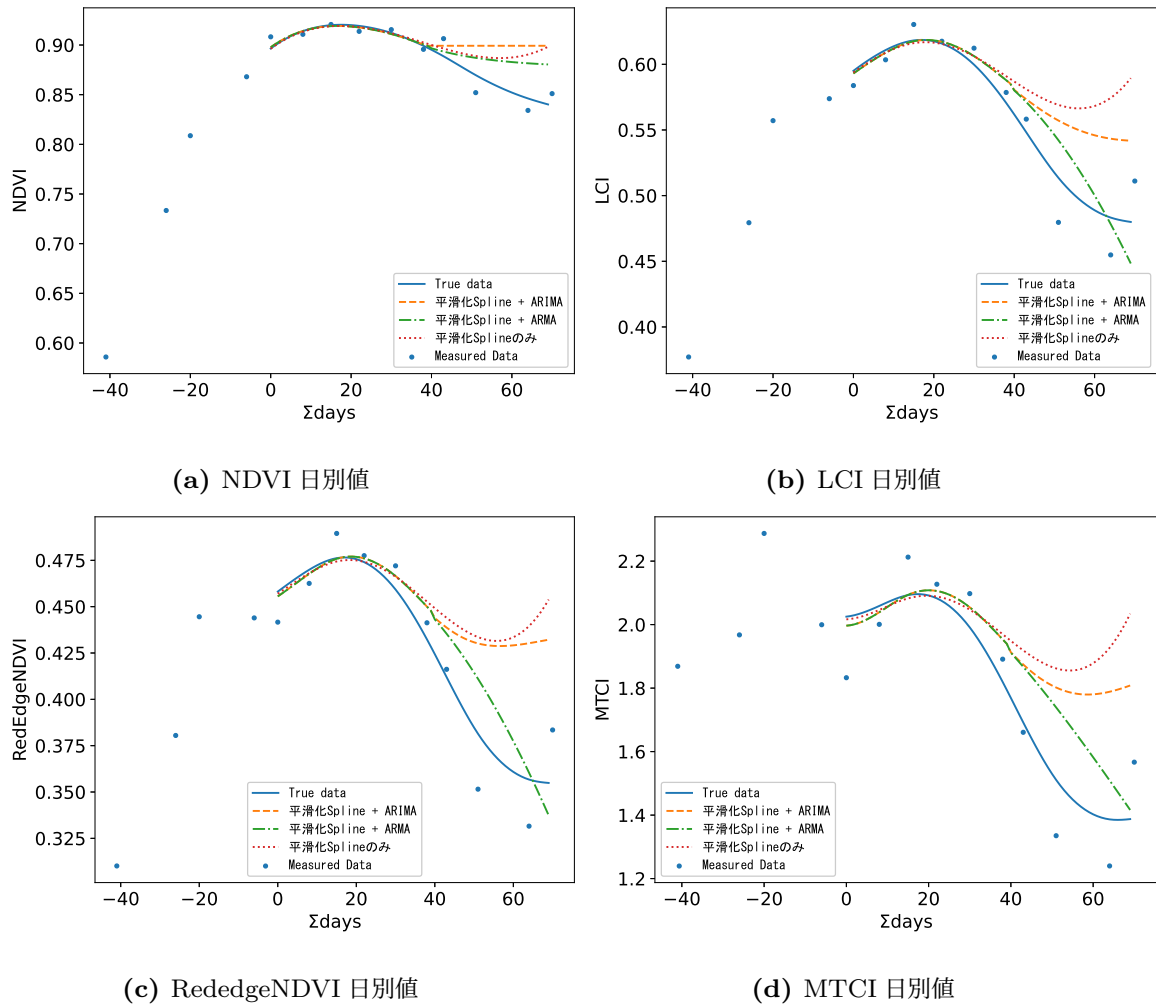 0.90
0.85
0.80
0.75
0.70
0.65
0.60
NDVI
−40 −20 0 20 40 60
Σdays
True data
平滑化Spline + ARIMA
平滑化Spline + ARMA
平滑化Splineのみ
Measured Data
(a) NDVI 日別値
0.60
0.55
0.50
0.45
0.40
LCI
−40 −20 0 20 40 60
Σdays
True data
平滑化Spline + ARIMA
平滑化Spline + ARMA
平滑化Splineのみ
Measured Data
(b) LCI 日別値
0.475
0.450
0.425
0.400
0.375
0.350
0.325
RedEdgeNDVI
−40 −20 0 20 40 60
Σdays
True data
平滑化Spline + ARIMA
平滑化Spline + ARMA
平滑化Splineのみ
Measured Data
(c) RededgeNDVI 日別値
2.2
2.0
1.8
1.6
1.4
1.2
MTCI
−40 −20 0 20 40 60
Σdays
True data
平滑化Spline + ARIMA
平滑化Spline + ARMA
平滑化Splineのみ
Measured Data
(d) MTCI 日別値